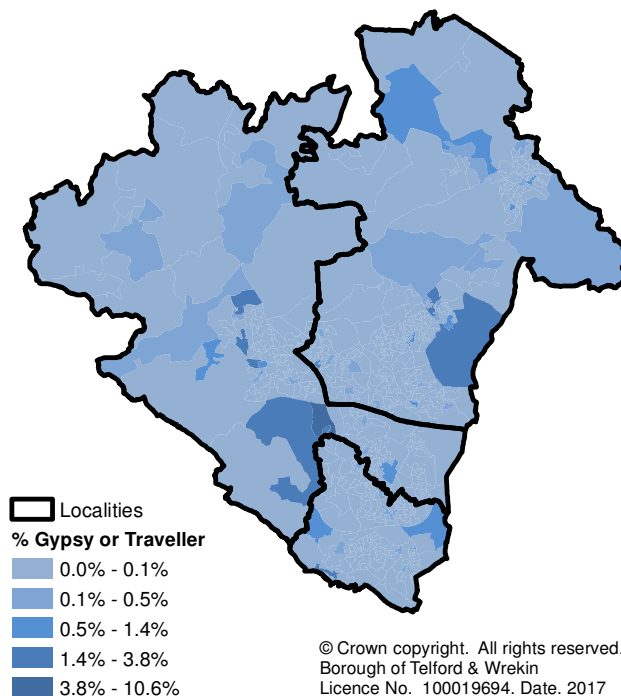 Localities
% Gypsy or Traveller
0.0% - 0.1%
0.1% - 0.5%
0.5% - 1.4%
1.4% - 3.8%
3.8% - 10.6%
© Crown copyright. All rights reserved.
Borough of Telford & Wrekin
Licence No. 100019694. Date. 2017